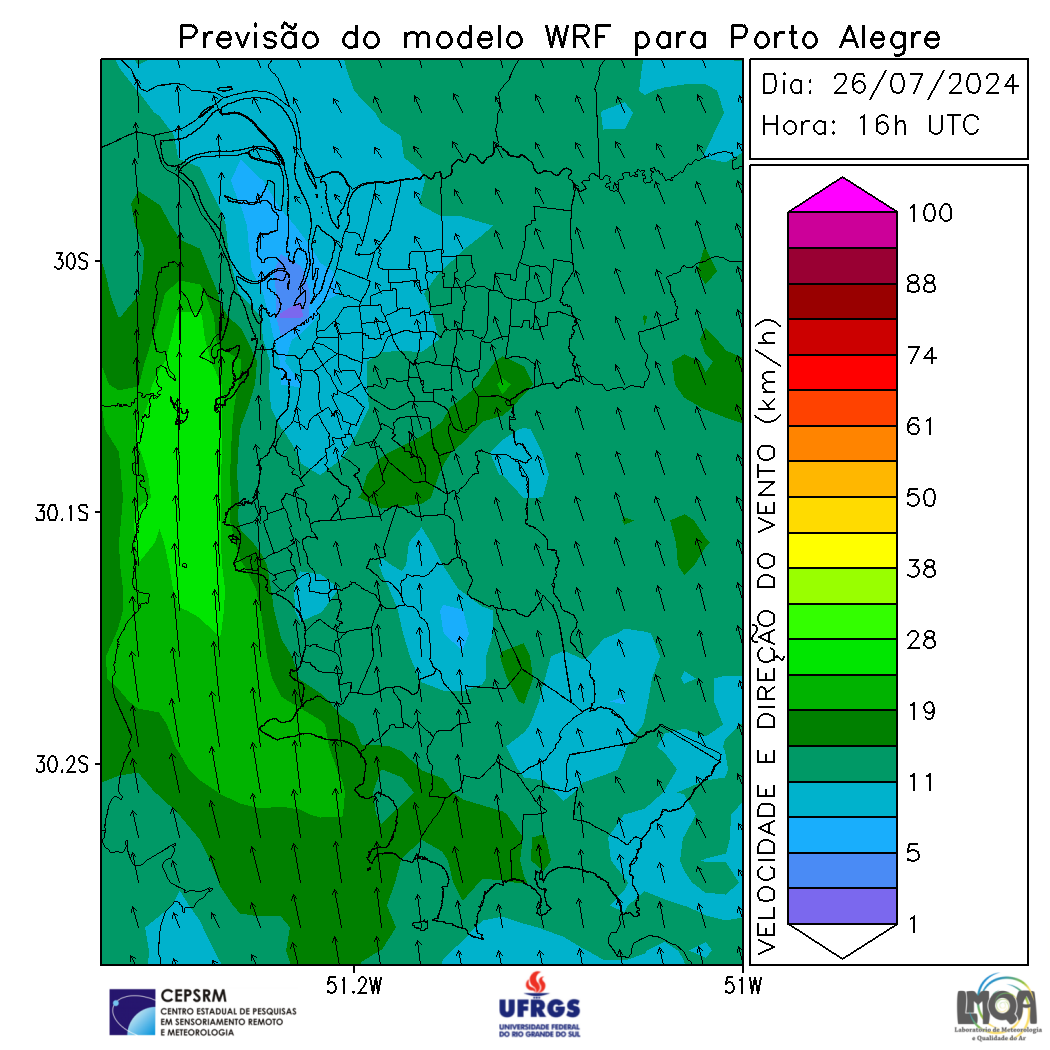 Previsão do modelo WRF para Porto Alegre
Dia: 26/07/2024
Hora: 16h UTC
30S
30.1S
30.2S
51.2W
51W
VELOCIDADE E DIREÇÃO DO VENTO (km/h)
100
88
74
61
50
38
28
19
11
5
1
CEPSRM
CENTRO ESTADUAL DE PESQUISAS
EM SENSORIAMENTO REMOTO
E METEOROLOGIA
UFRGS
UNIVERSIDADE FEDERAL
DO RIO GRANDE DO SUL
LMQA
Laboratório de Meteorologia
e Qualidade do Ar